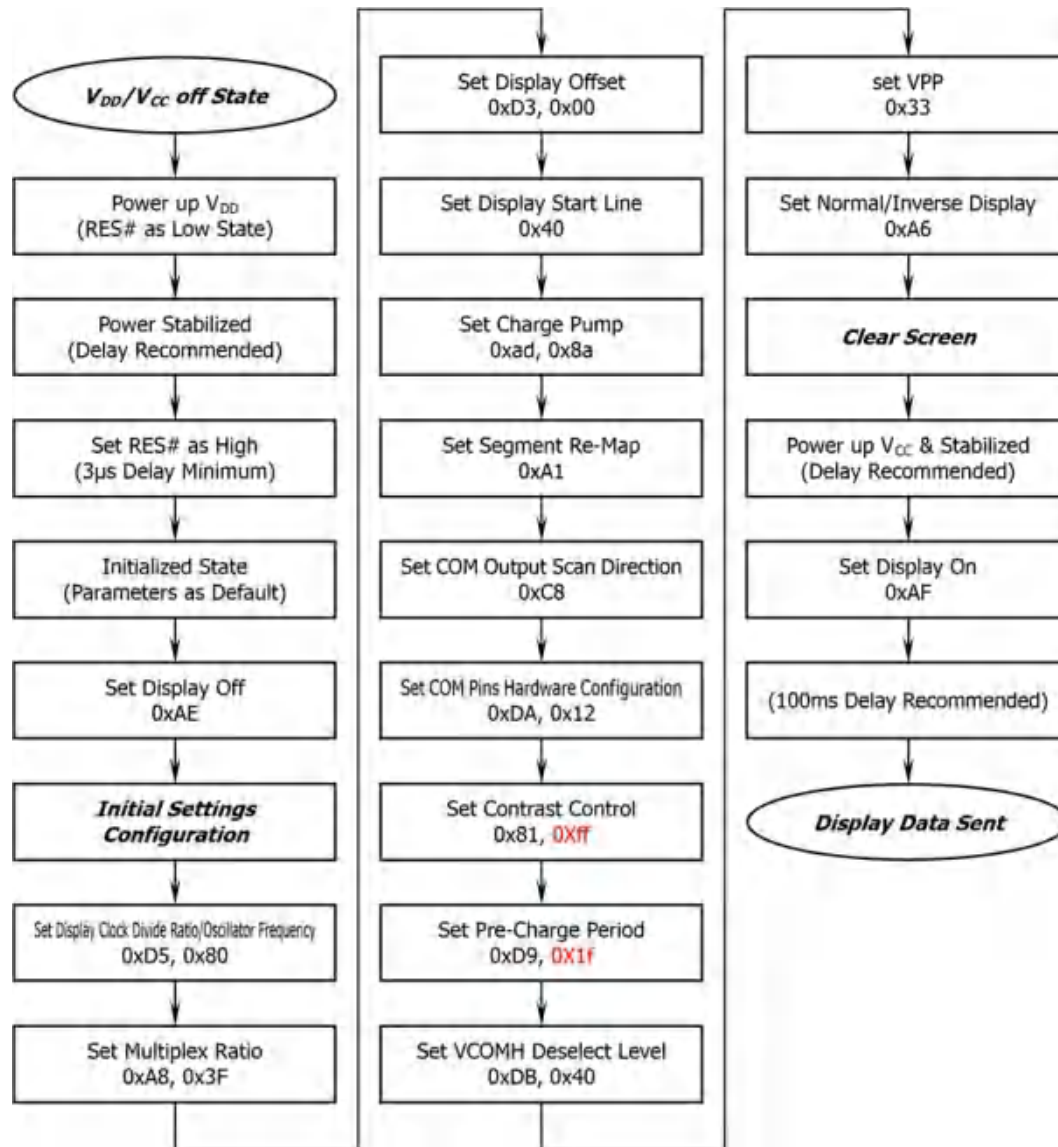 V_DD/V_CC off State
Power up V_DD
(RES# as Low State)
Power Stabilized
(Delay Recommended)
Set RES# as High
(3μs Delay Minimum)
Initialized State
(Parameters as Default)
Set Display Off
0xAE
Initial Settings
Configuration
Set Display Clock Divide Ratio/Oscillator Frequency
0xD5, 0x80
Set Multiplex Ratio
0xA8, 0x3F
Set Display Offset
0xD3, 0x00
Set Display Start Line
0x40
Set Charge Pump
0xad, 0x8a
Set Segment Re-Map
0xA1
Set COM Output Scan Direction
0xC8
Set COM Pins Hardware Configuration
0xDA, 0x12
Set Contrast Control
0x81, 0Xff
Set Pre-Charge Period
0xD9, 0X1f
Set VCOMH Deselect Level
0xDB, 0x40
set VPP
0x33
Set Normal/Inverse Display
0xA6
Clear Screen
Power up V_CC & Stabilized
(Delay Recommended)
Set Display On
0xAF
(100ms Delay Recommended)
Display Data Sent